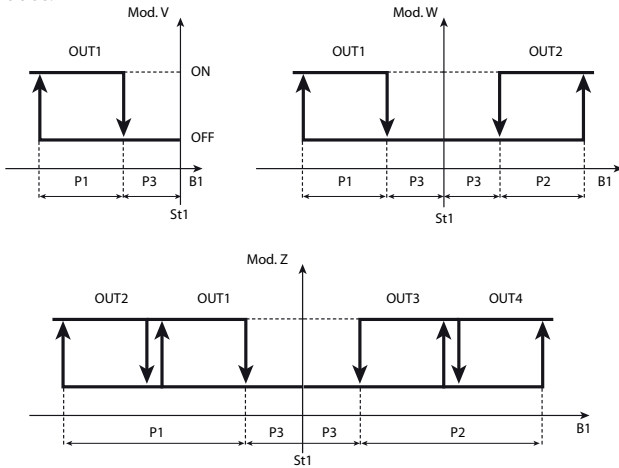 Mod. V
OUT1
ON
OFF
P1 P3 B1
St1
Mod. W
OUT1 OUT2
P1 P3 P3 P2 B1
St1
Mod. Z
OUT2 OUT1 OUT3 OUT4
P1 P3 P3 P2 B1
St1